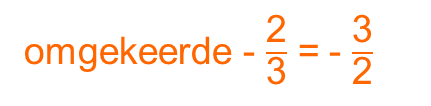 omgekeerde - 2/3 = - 3/2